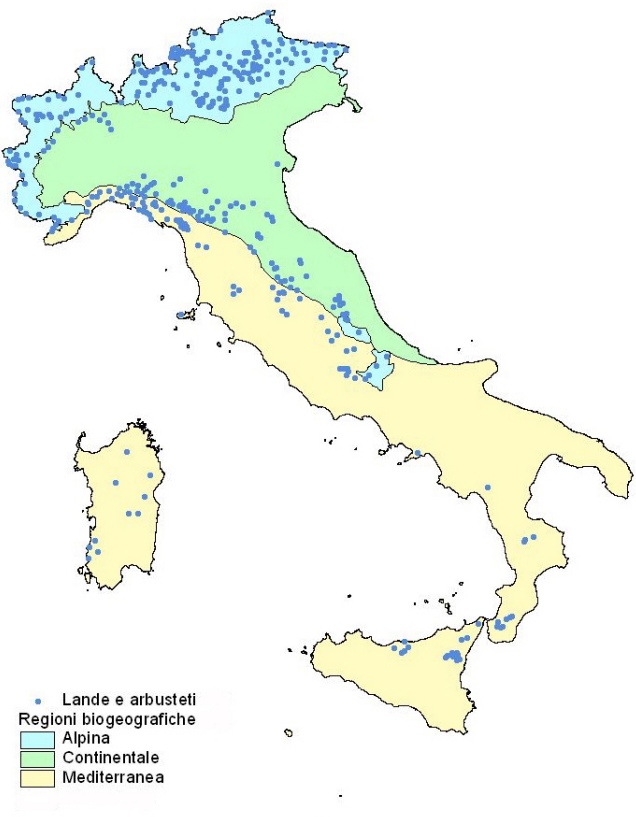 Lande e arbusteti
Regioni biogeografiche
Alpina
Continentale
Mediterranea